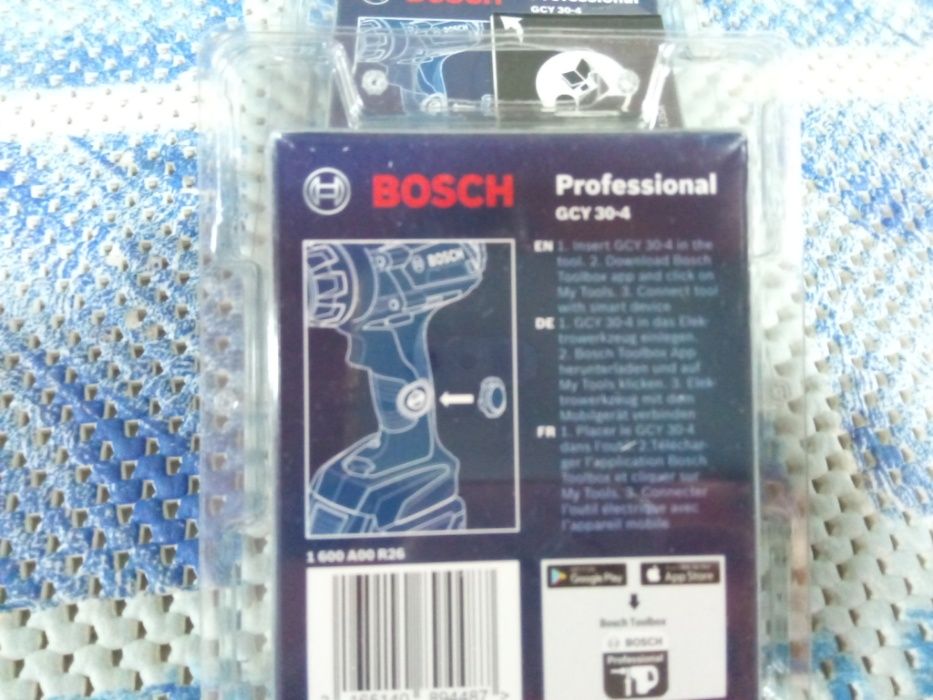 GCY 30-4
BOSCH
BOSCH
Professional
GCY 30-4
BOSCH
EN 1. Insert GCY 30-4 in the
tool. 2. Download Bosch
Toolbox app and click on
My Tools. 3. Connect tool
with smart device
DE 1. GCY 30-4 in das Elek-
trowerkzeug einlegen.
2. Bosch Toolbox App
herunterladen und auf
My Tools klicken. 3. Elek-
trowerkzeug mit dem
Mobilgerät verbinden
FR 1. Placer le GCY 30-4
dans l'outil 2.Téléchar-
ger l'application Bosch
Toolbox et cliquer sur
My Tools. 3. Connecter
l'outil électrique avec
l'appareil mobile
1 600 A00 R26
Google Play
App Store
Bosch Toolbox
BOSCH
Professional
165140 894487 >